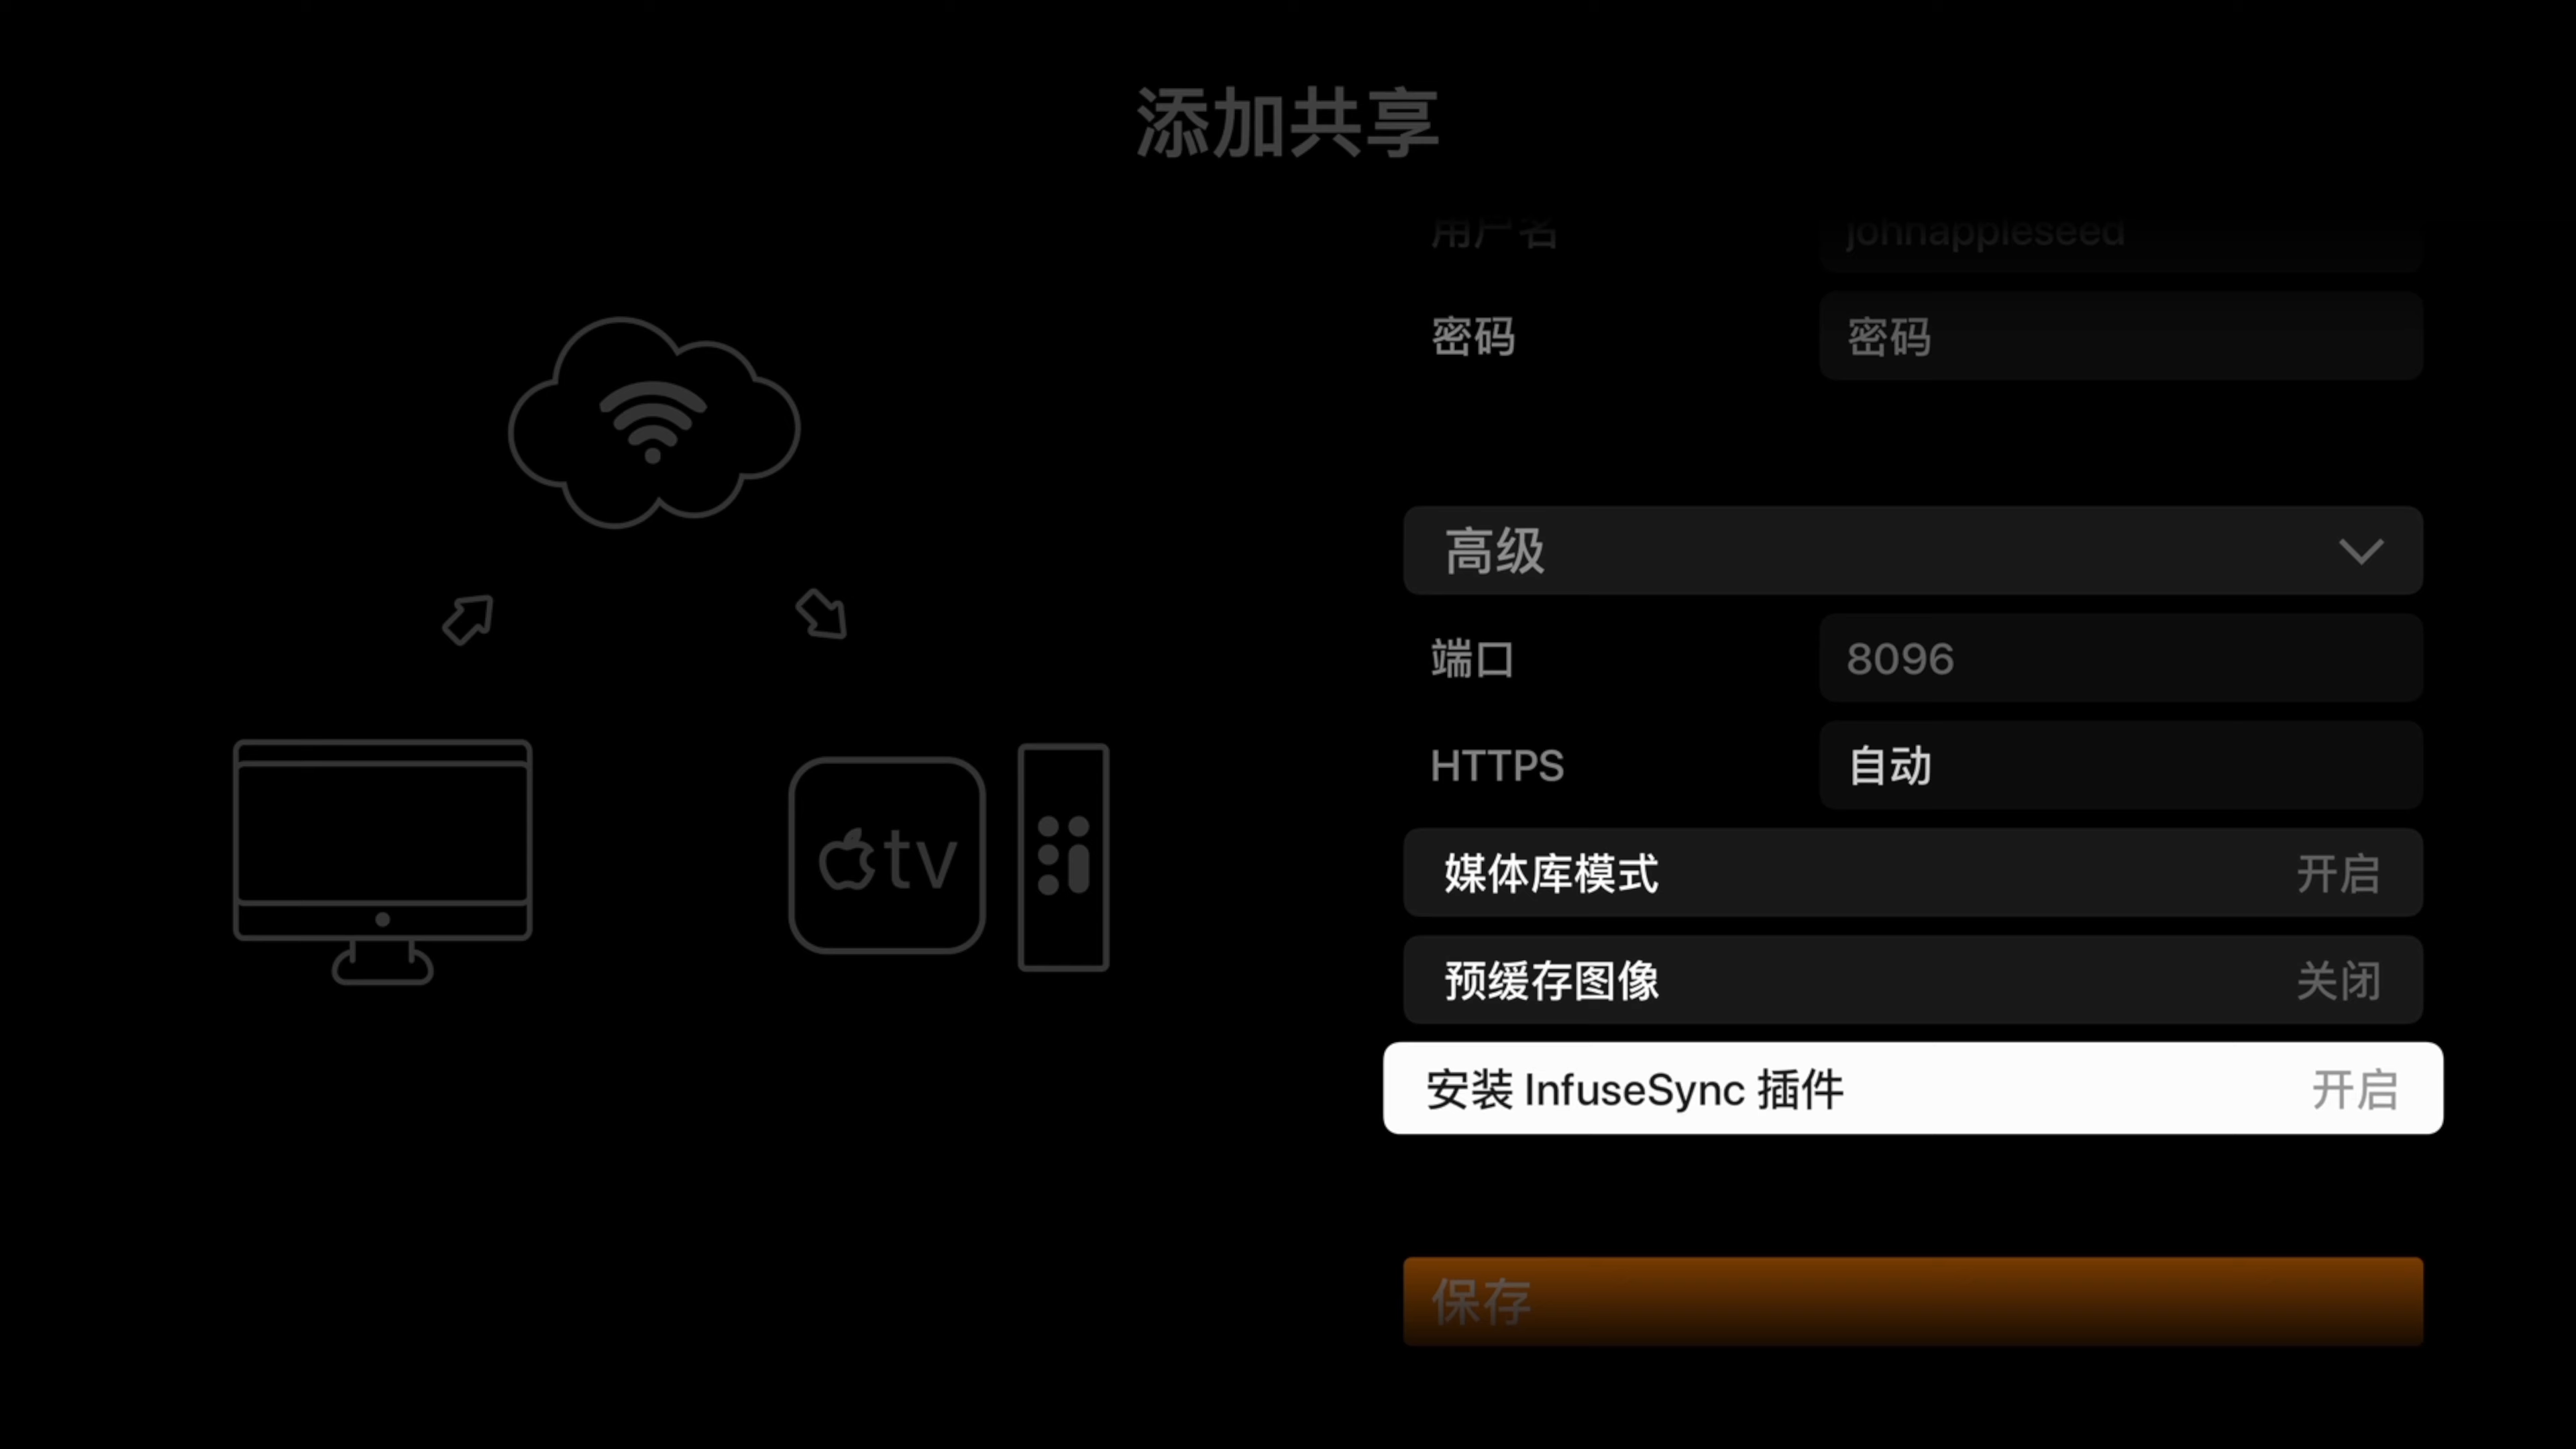 添加共享
用户名
johnappleseed
密码
密码
高级
端口
8096
HTTPS
自动
tv
媒体库模式
开启
预缓存图像
关闭
安装 InfuseSync 插件
开启
保存